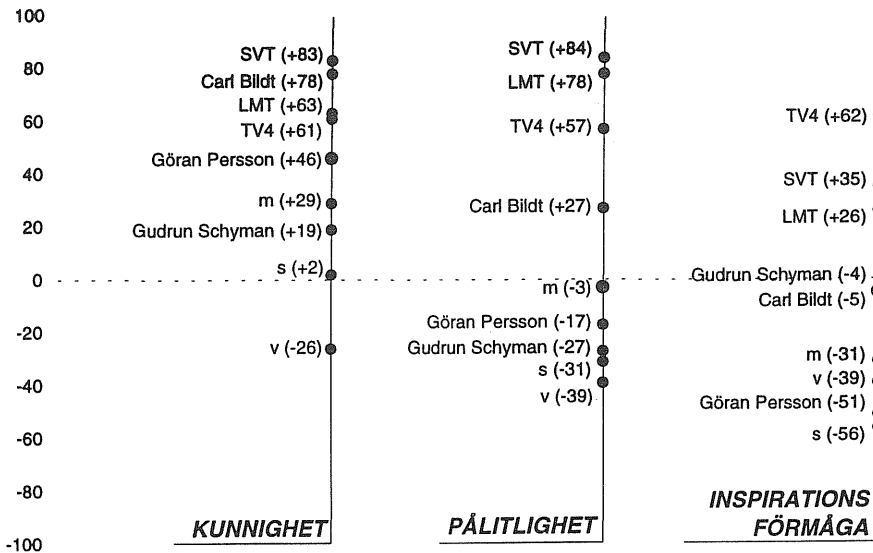 100
80
60
40
20
0
-20
-40
-60
-80
-100
SVT (+83)
Carl Bildt (+78)
LMT (+63)
TV4 (+61)
Göran Persson (+46)
m (+29)
Gudrun Schyman (+19)
s (+2)
v (-26)
KUNNIGHET
SVT (+84)
LMT (+78)
TV4 (+57)
Carl Bildt (+27)
m (-3)
Göran Persson (-17)
Gudrun Schyman (-27)
s (-31)
v (-39)
PÅLITLIGHET
TV4 (+62)
SVT (+35)
LMT (+26)
Gudrun Schyman (-4)
Carl Bildt (-5)
m (-31)
v (-39)
Göran Persson (-51)
s (-56)
INSPIRATIONS
FÖRMÅGA